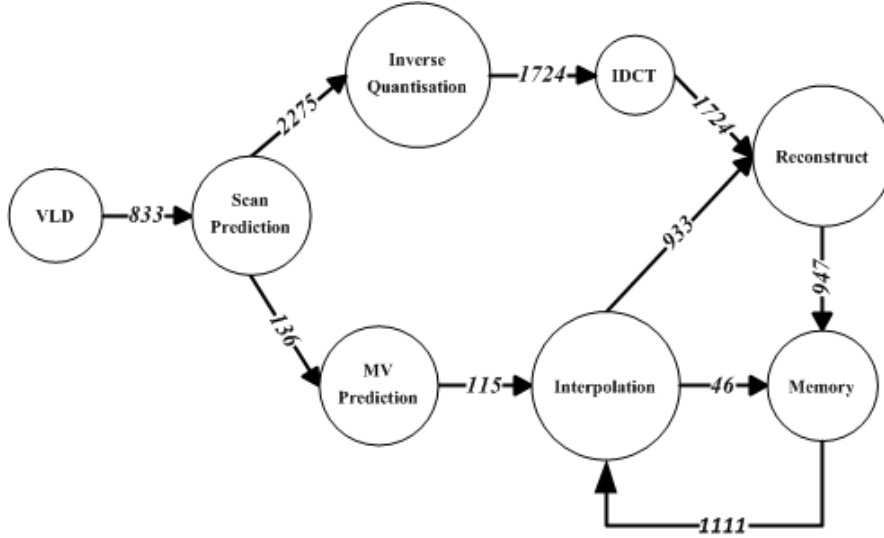 Inverse
Quantisation
1724
IDCT
2275
1724
Reconstruct
VLD
833
Scan
Prediction
933
947
136
MV
Prediction
115
Interpolation
46
Memory
1111